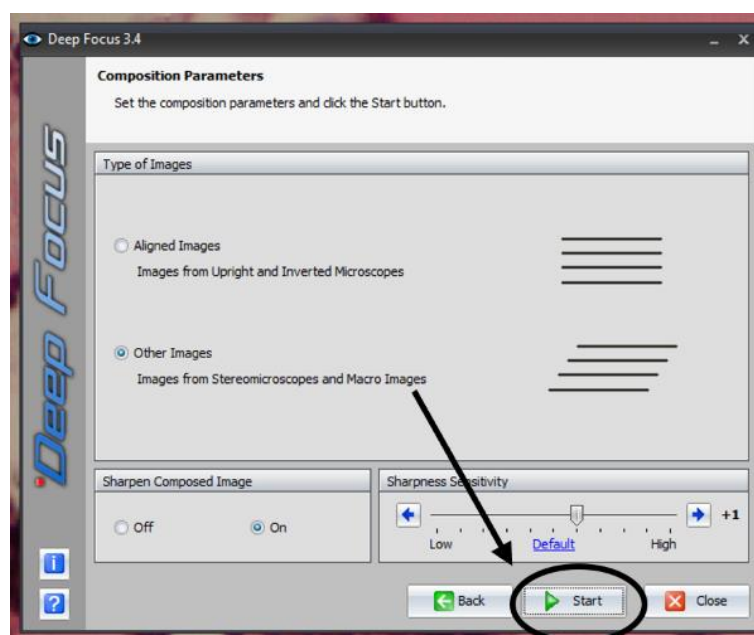 Deep Focus 3.4
Composition Parameters
Set the composition parameters and click the Start button.
Deep Focus
Type of Images
Aligned Images
Images from Upright and Inverted Microscopes
Other Images
Images from Stereomicroscopes and Macro Images
Sharpen Composed Image
Off
On
Sharpness Sensitivity
+1
Low
Default
High
i
?
Back
Start
Close